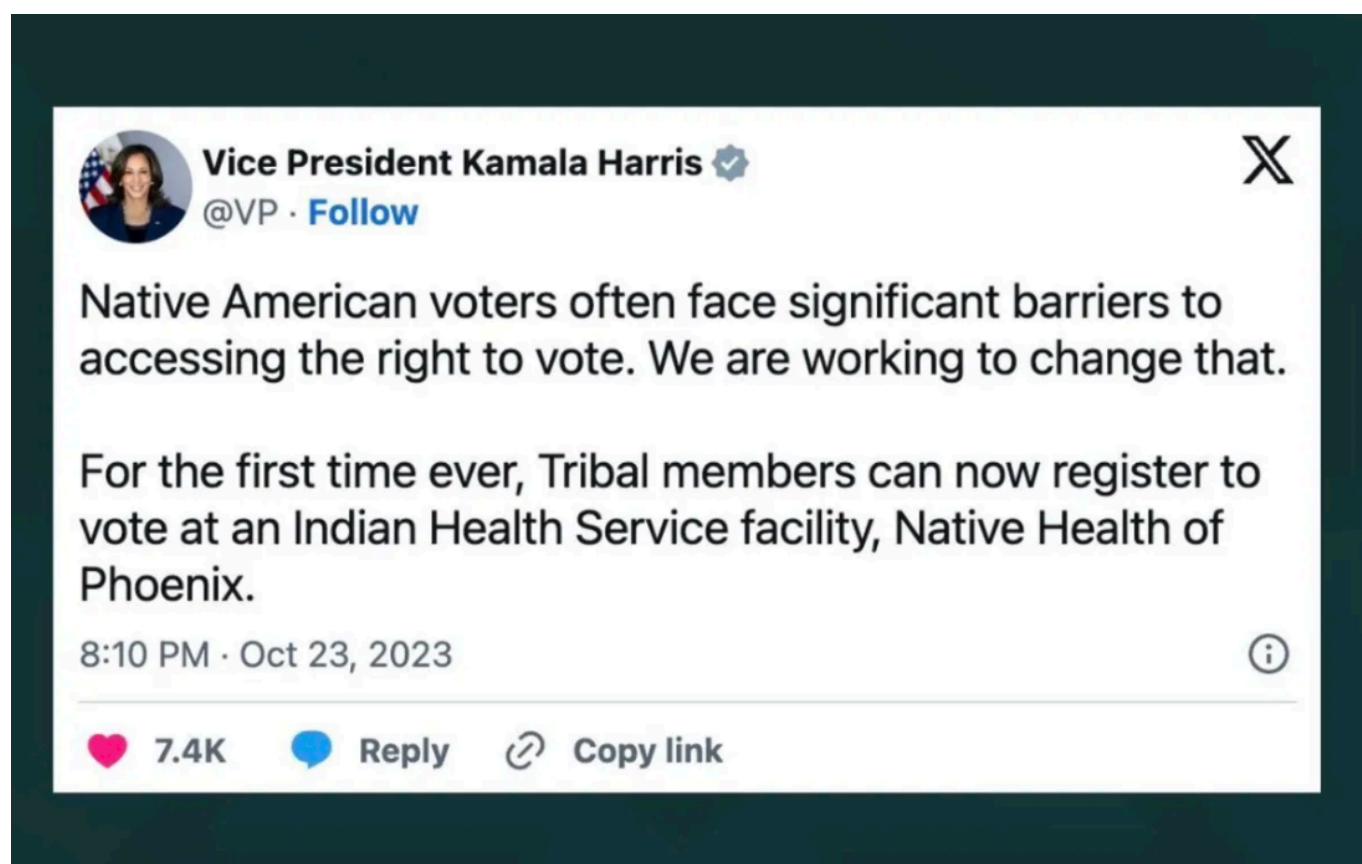 Vice President Kamala Harris
@VP · Follow
Native American voters often face significant barriers to
accessing the right to vote. We are working to change that.
For the first time ever, Tribal members can now register to
vote at an Indian Health Service facility, Native Health of
Phoenix.
8:10 PM · Oct 23, 2023
7.4K Reply Copy link